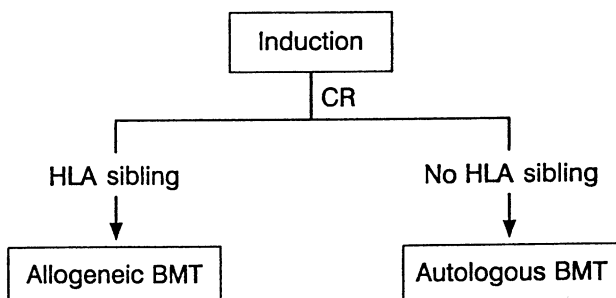 Induction
CR
HLA sibling
No HLA sibling
Allogeneic BMT
Autologous BMT